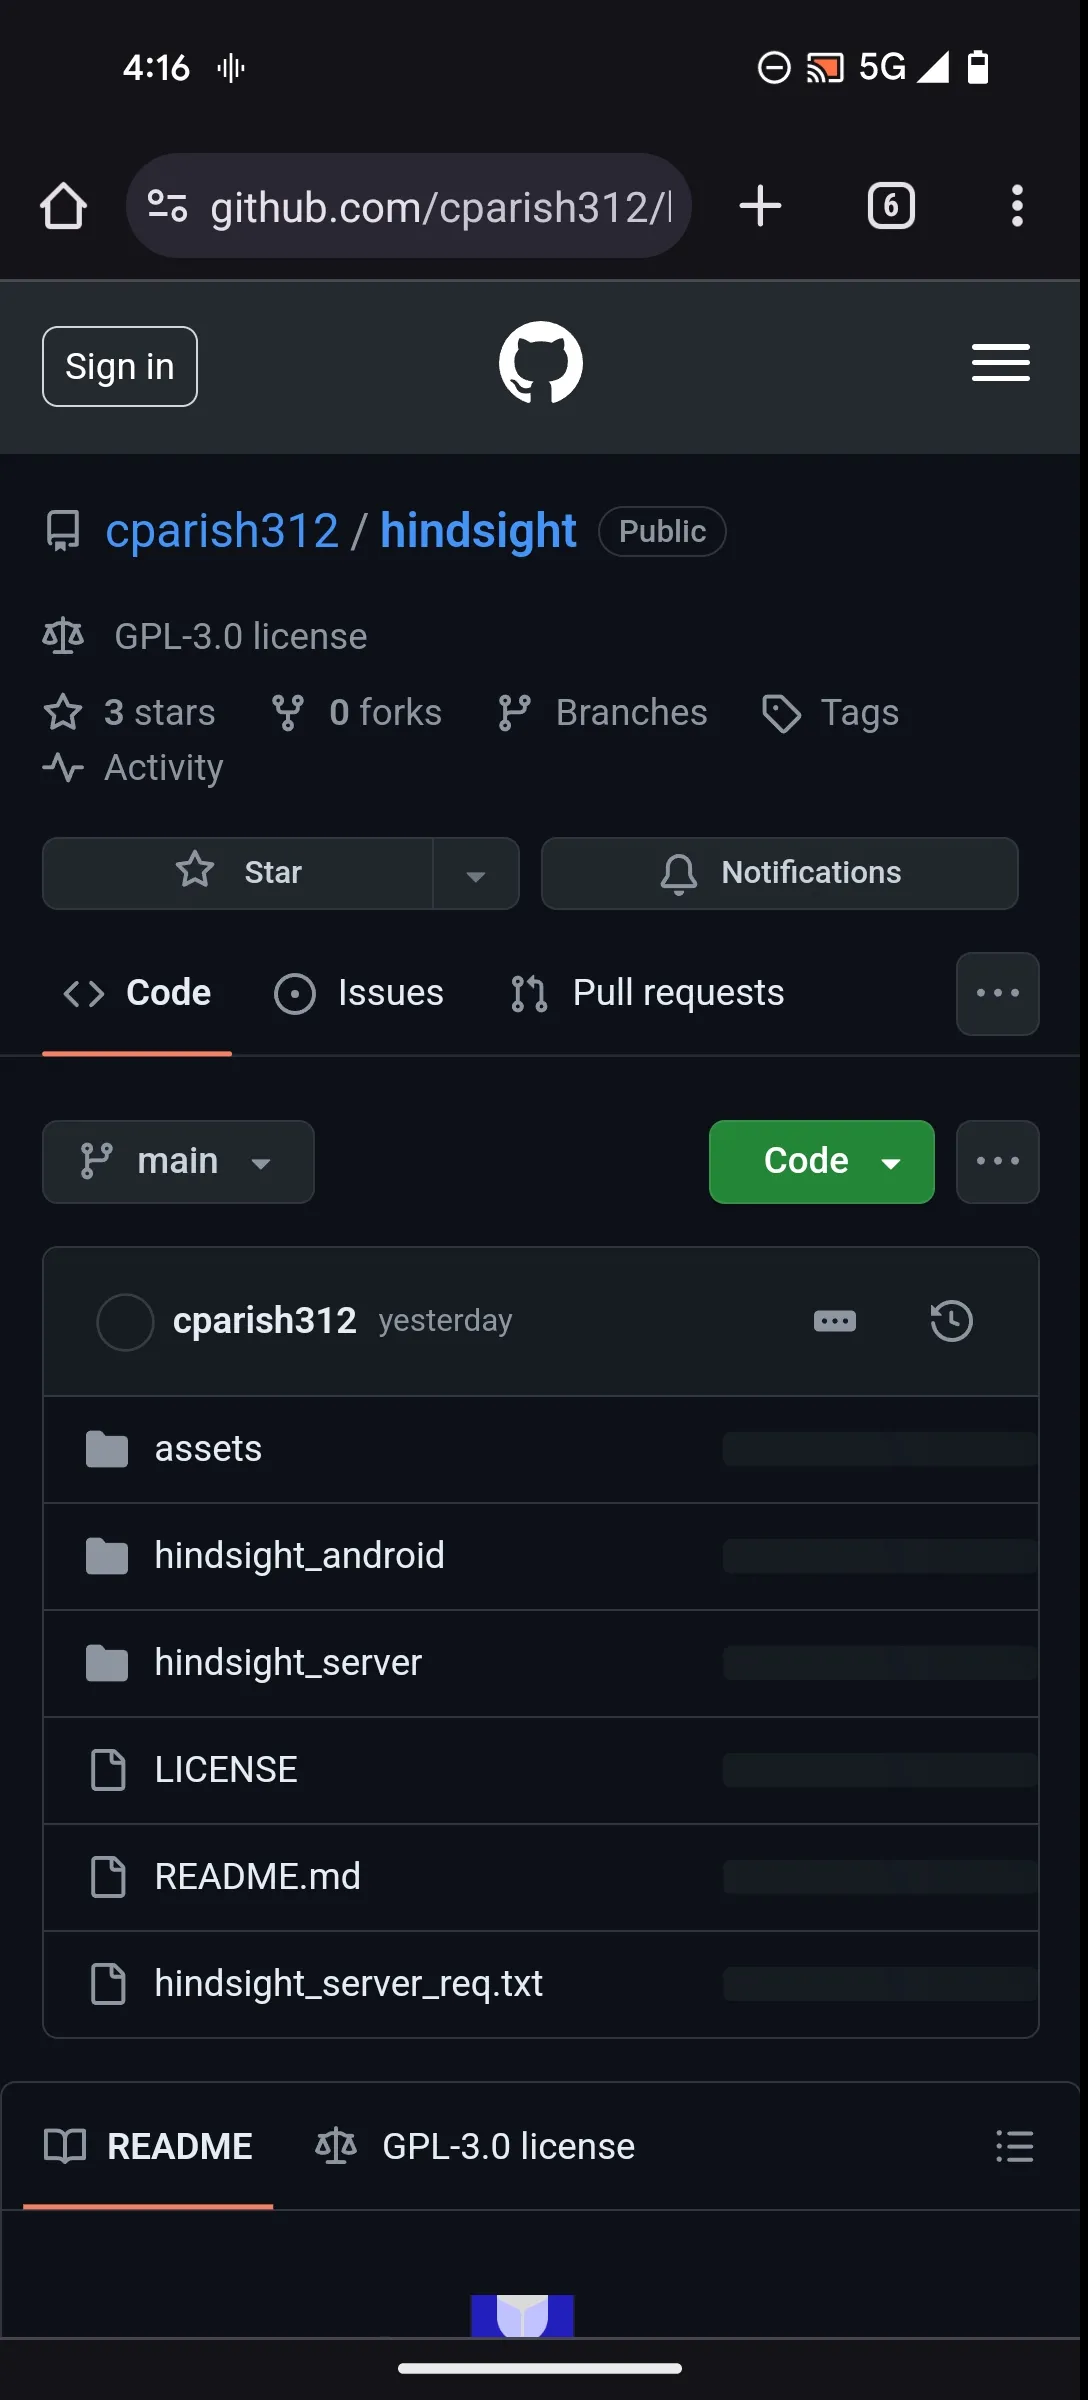 4:16 5G
github.com/cparish312/ 6
Sign in
cparish312 / hindsight Public
GPL-3.0 license
3 stars 0 forks Branches Tags
Activity
Star Notifications
Code Issues Pull requests
main Code
cparish312 yesterday
assets
hindsight_android
hindsight_server
LICENSE
README.md
hindsight_server_req.txt
README GPL-3.0 license